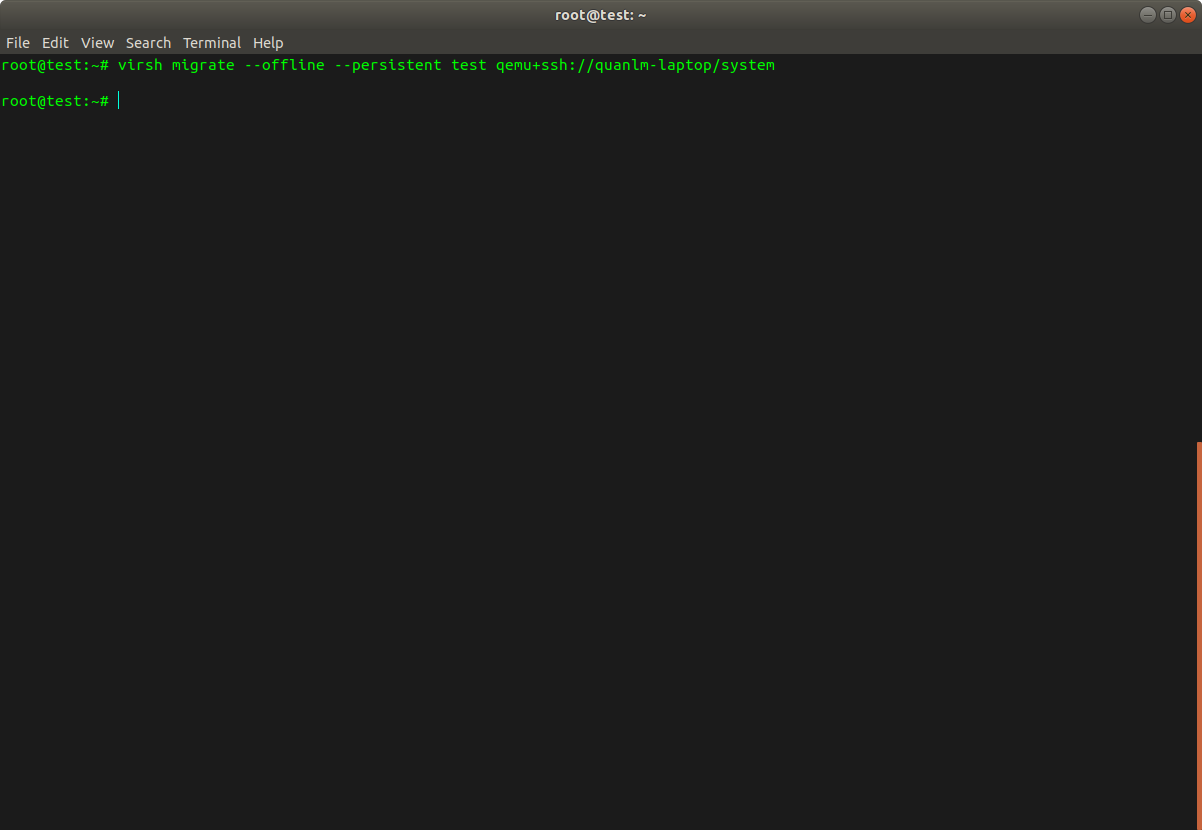 root@test: ~
File Edit View Search Terminal Help
root@test:~# virsh migrate --offline --persistent test qemu+ssh://quanlm-laptop/system
root@test:~#